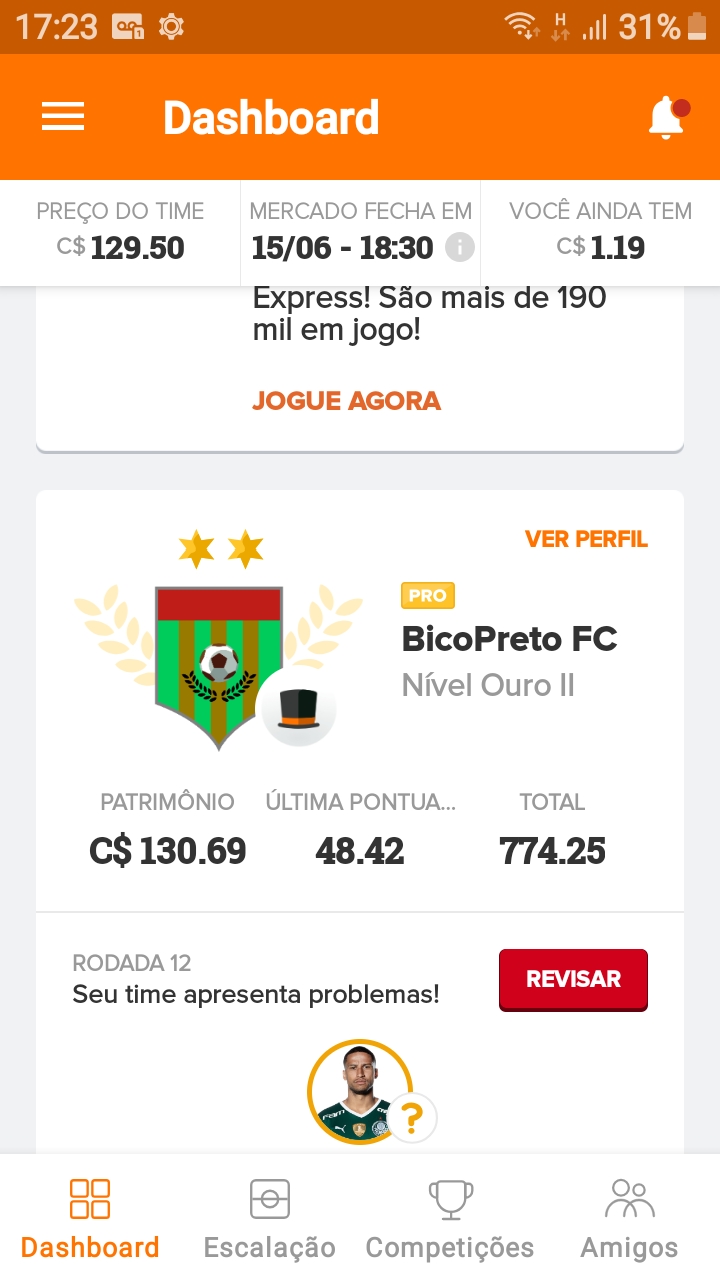 17:23
H
31%
Dashboard
PREÇO DO TIME
MERCADO FECHA EM
VOCÊ AINDA TEM
C$ 129.50
15/06 - 18:30 i
C$ 1.19
Express! São mais de 190
mil em jogo!
JOGUE AGORA
VER PERFIL
PRO
BicoPreto FC
Nível Ouro II
PATRIMÔNIO
ÚLTIMA PONTUA...
TOTAL
C$ 130.69
48.42
774.25
RODADA 12
Seu time apresenta problemas!
REVISAR
?
Dashboard
Escalação
Competições
Amigos